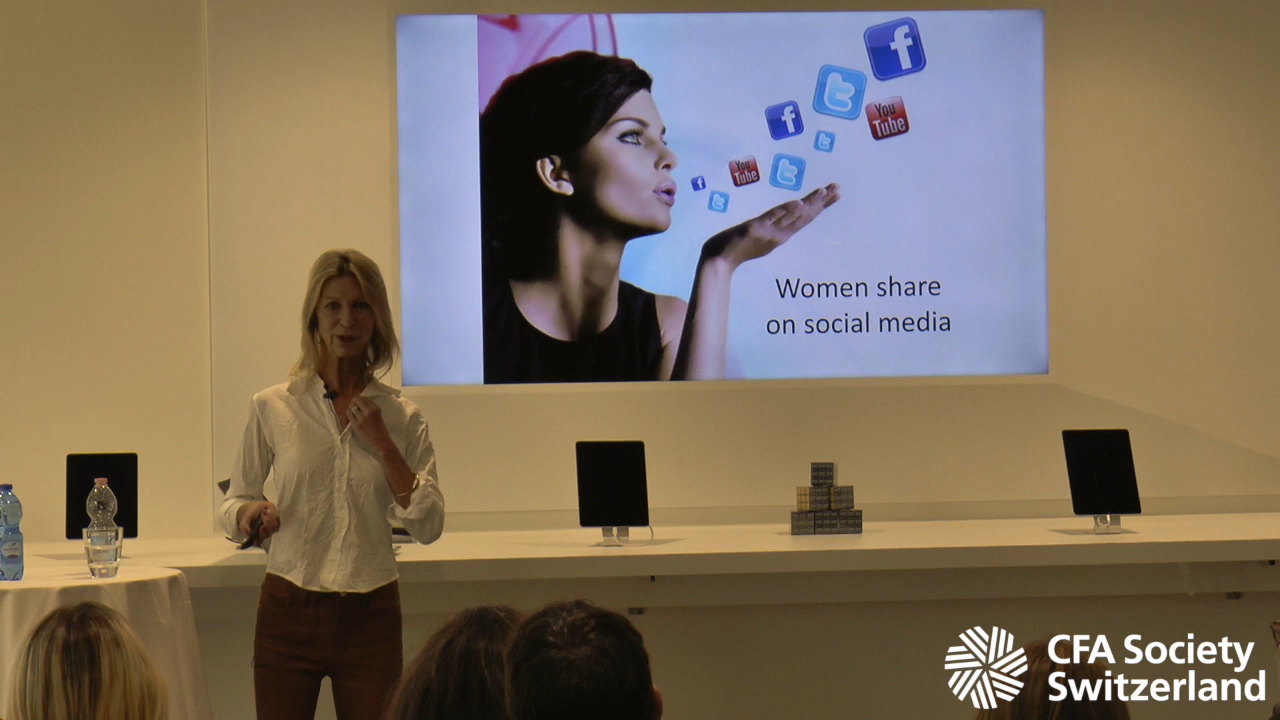 f
You
Tube
You
Tube
f
f
Women share
on social media
CFA Society
Switzerland